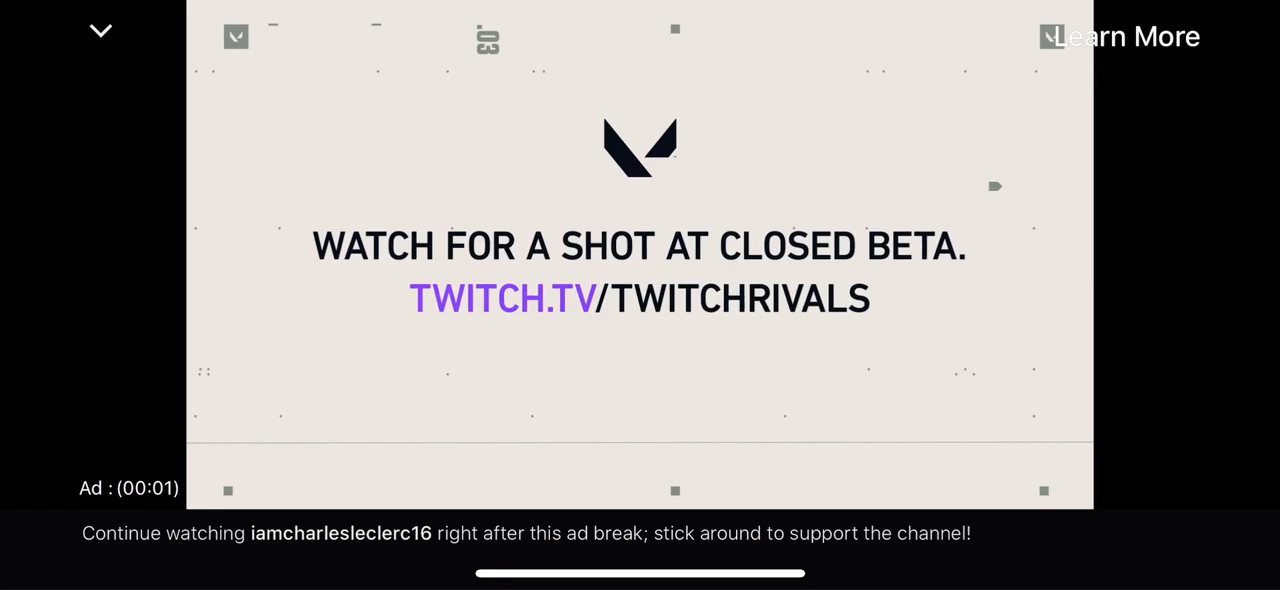 .03
Learn More
WATCH FOR A SHOT AT CLOSED BETA.
TWITCH.TV/TWITCHRIVALS
Ad : (00:01)
Continue watching iamcharlesleclerc16 right after this ad break; stick around to support the channel!